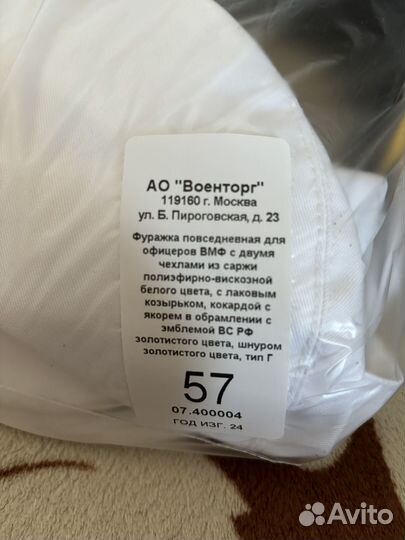 АО "Военторг"
119160 г. Москва
ул. Б. Пироговская, д. 23
Фуражка повседневная для
офицеров ВМФ с двумя
чехлами из саржи
полиэфирно-вискозной
белого цвета, с лаковым
козырьком, кокардой с
якорем в обрамлении с
эмблемой ВС РФ
золотистого цвета, шнуром
золотистого цвета, тип Г
57
07.400004
ГОД ИЗГ. 24
Avito